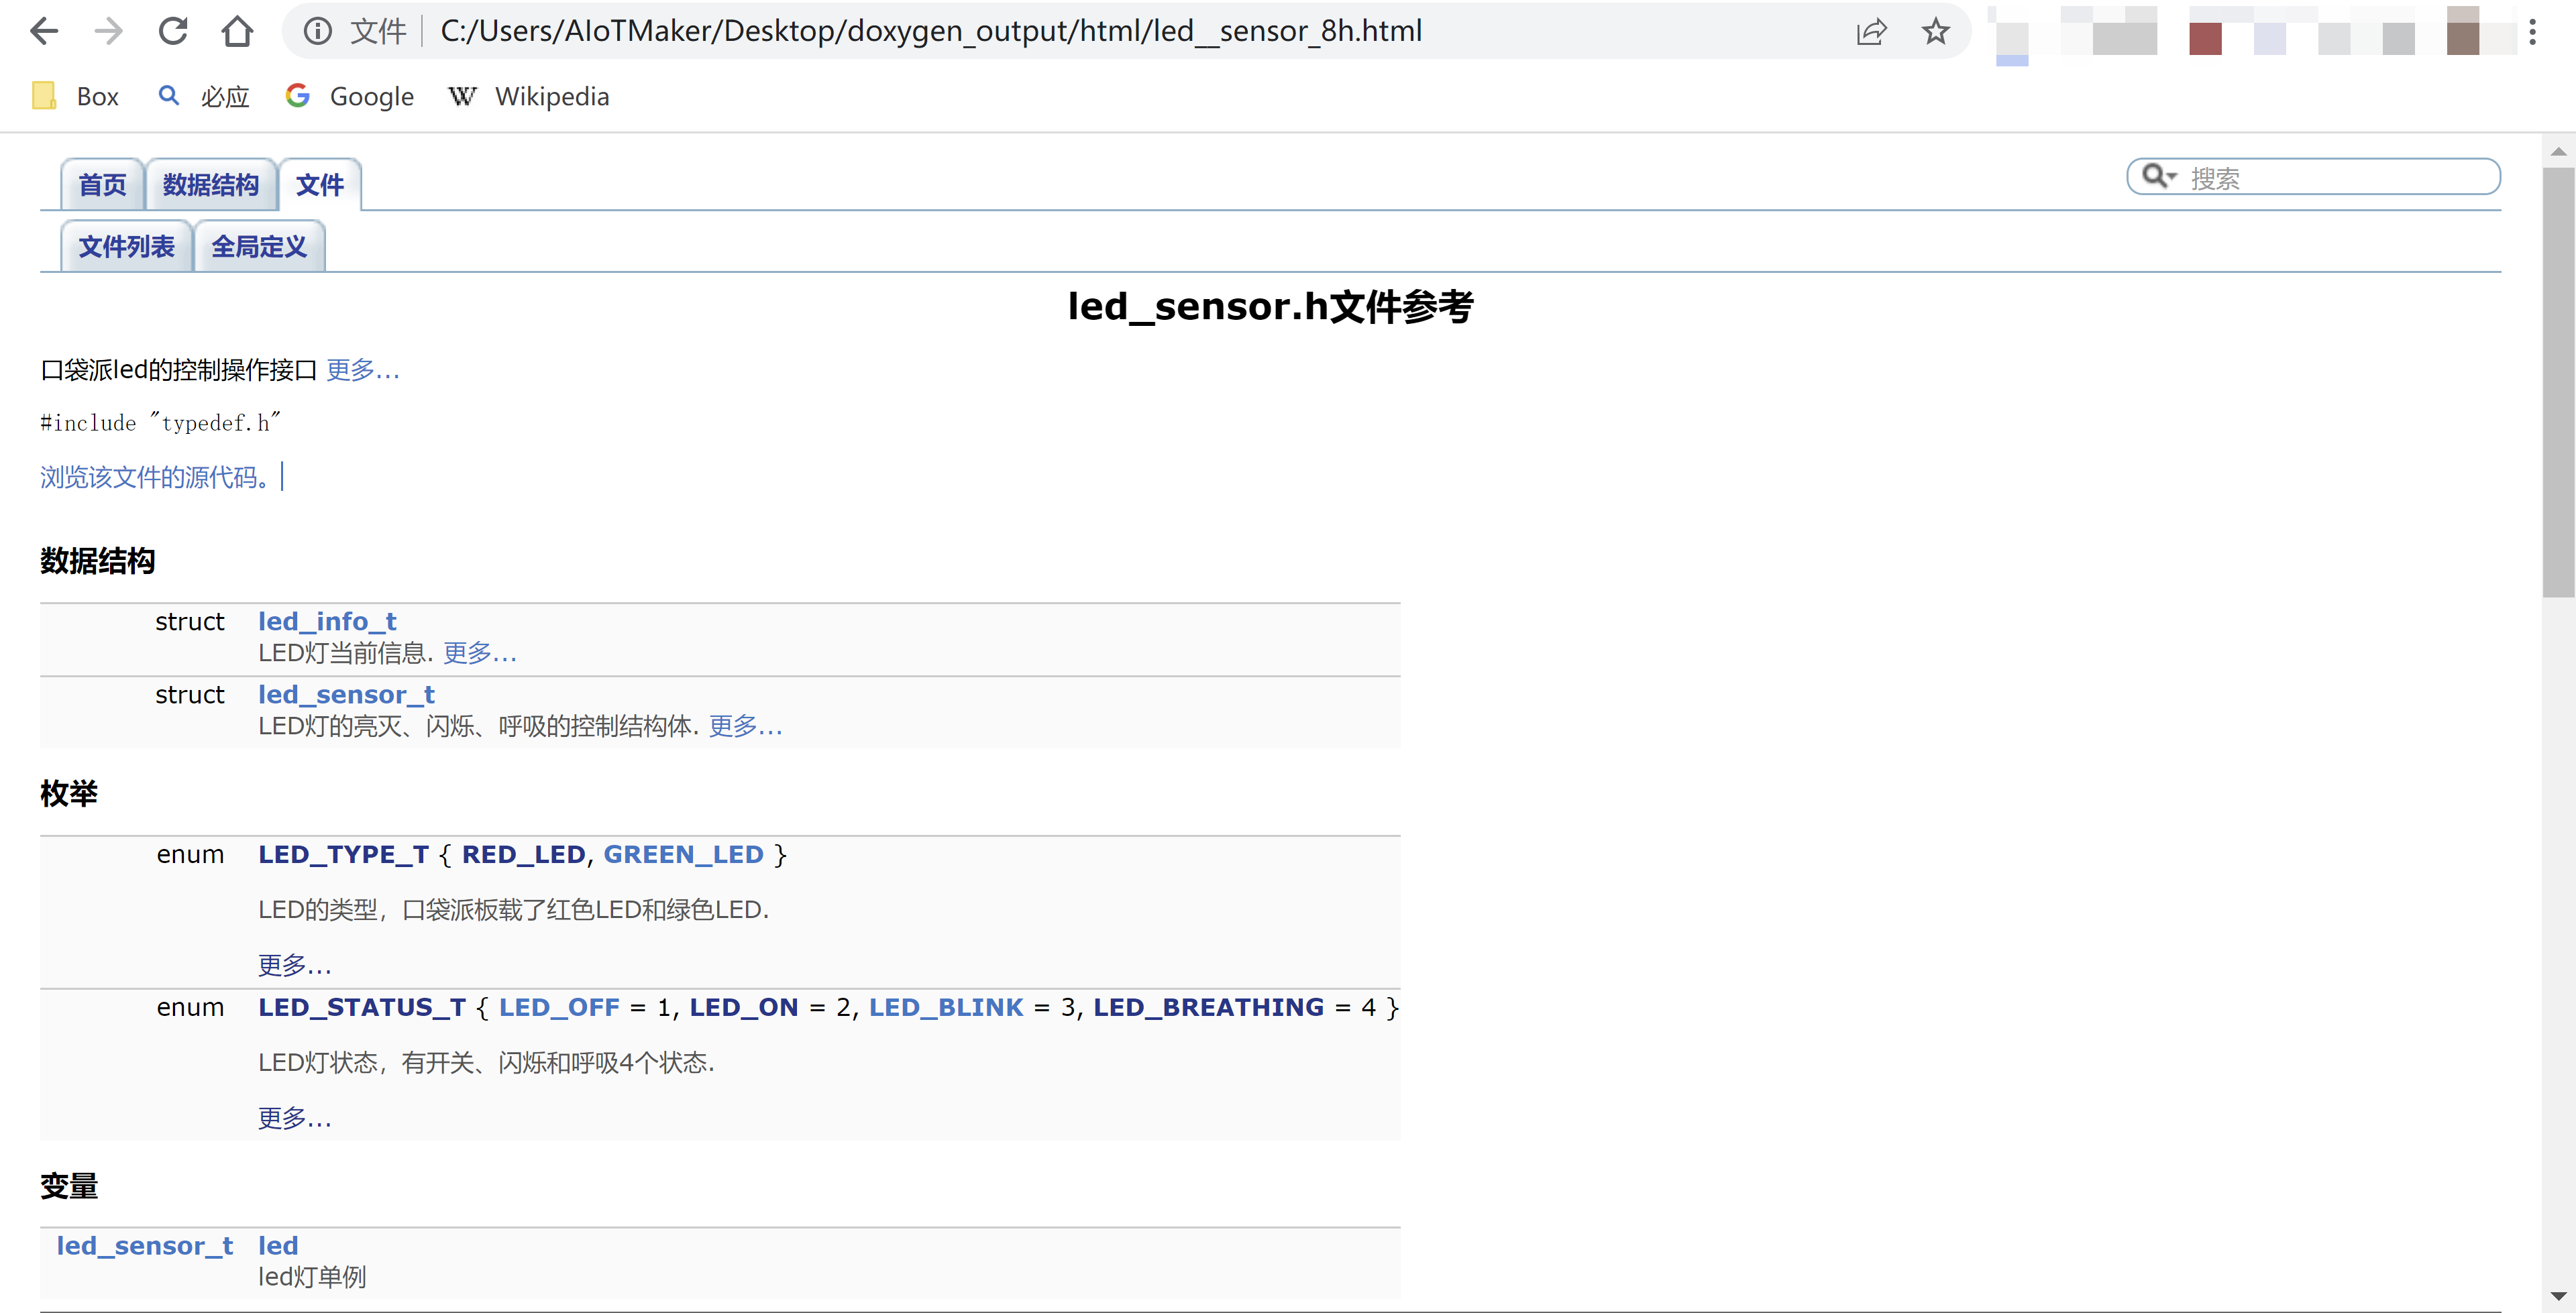 文件 C:/Users/AIoTMaker/Desktop/doxygen_output/html/led__sensor_8h.html
Box 必应 Google Wikipedia
首页 数据结构 文件 搜索
文件列表 全局定义
led_sensor.h文件参考
口袋派led的控制操作接口 更多...
#include "typedef.h"
浏览该文件的源代码。
数据结构
struct led_info_t
LED灯当前信息. 更多...
struct led_sensor_t
LED灯的亮灭、闪烁、呼吸的控制结构体. 更多...
枚举
enum LED_TYPE_T { RED_LED, GREEN_LED }
LED的类型，口袋派板载了红色LED和绿色LED.
更多...
enum LED_STATUS_T { LED_OFF = 1, LED_ON = 2, LED_BLINK = 3, LED_BREATHING = 4 }
LED灯状态，有开关、闪烁和呼吸4个状态.
更多...
变量
led_sensor_t led
led灯单例